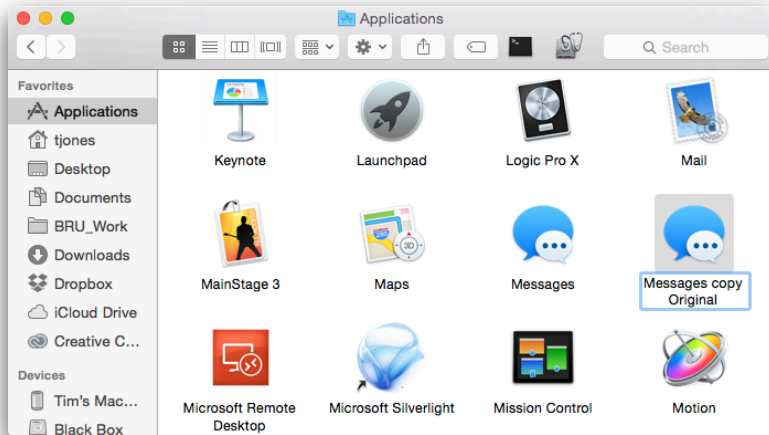 Applications
Search
Favorites
Applications
tjones
Desktop
Documents
BRU_Work
Downloads
Dropbox
iCloud Drive
Creative C...
Devices
Tim's Mac...
Black Box
Keynote
Launchpad
Logic Pro X
Mail
MainStage 3
Maps
Messages
Messages copy
Original
Microsoft Remote
Desktop
Microsoft Silverlight
Mission Control
Motion